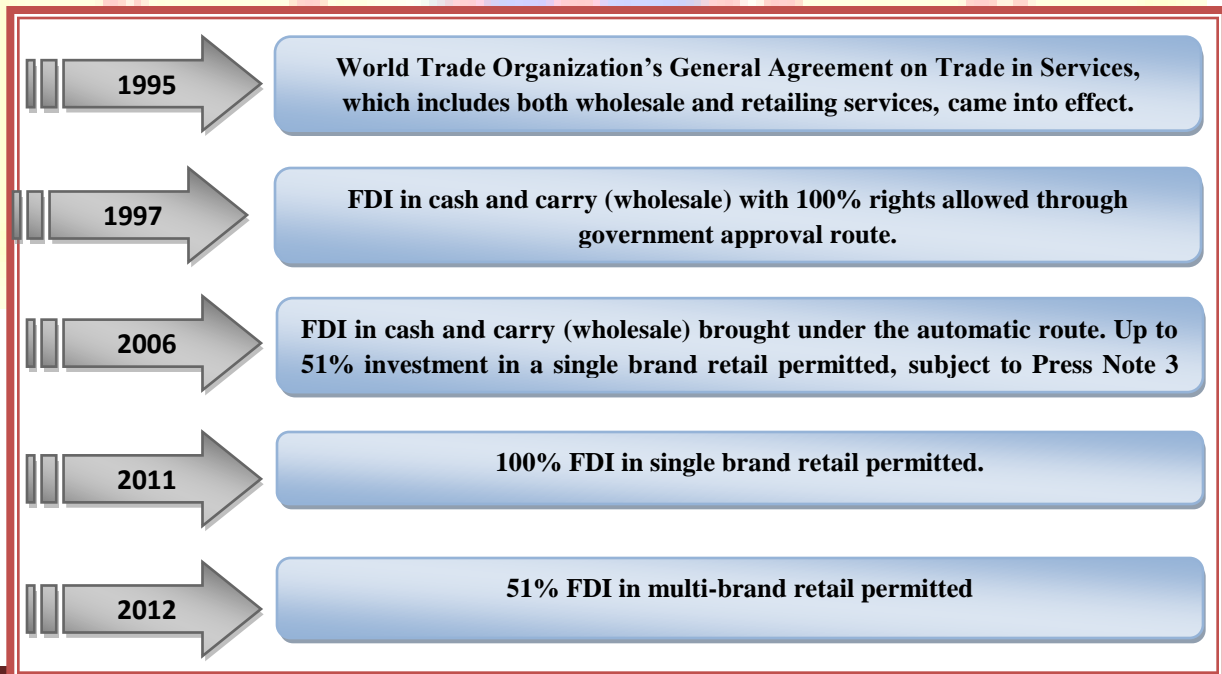 1995
World Trade Organization’s General Agreement on Trade in Services,
which includes both wholesale and retailing services, came into effect.
1997
FDI in cash and carry (wholesale) with 100% rights allowed through
government approval route.
2006
FDI in cash and carry (wholesale) brought under the automatic route. Up to
51% investment in a single brand retail permitted, subject to Press Note 3
2011
100% FDI in single brand retail permitted.
2012
51% FDI in multi-brand retail permitted